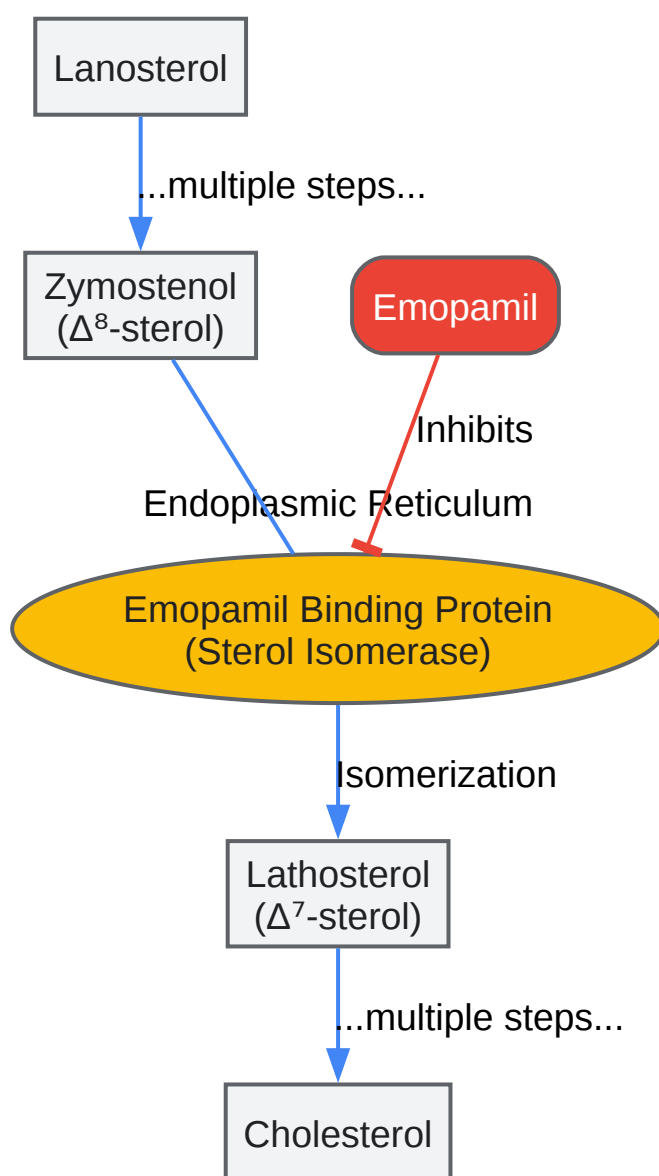 Lanosterol
...multiple steps...
Zymostenol
(Δ⁸-sterol)
Emopamil
Inhibits
Endoplasmic Reticulum
Emopamil Binding Protein
(Sterol Isomerase)
Isomerization
Lathosterol
(Δ⁷-sterol)
...multiple steps...
Cholesterol